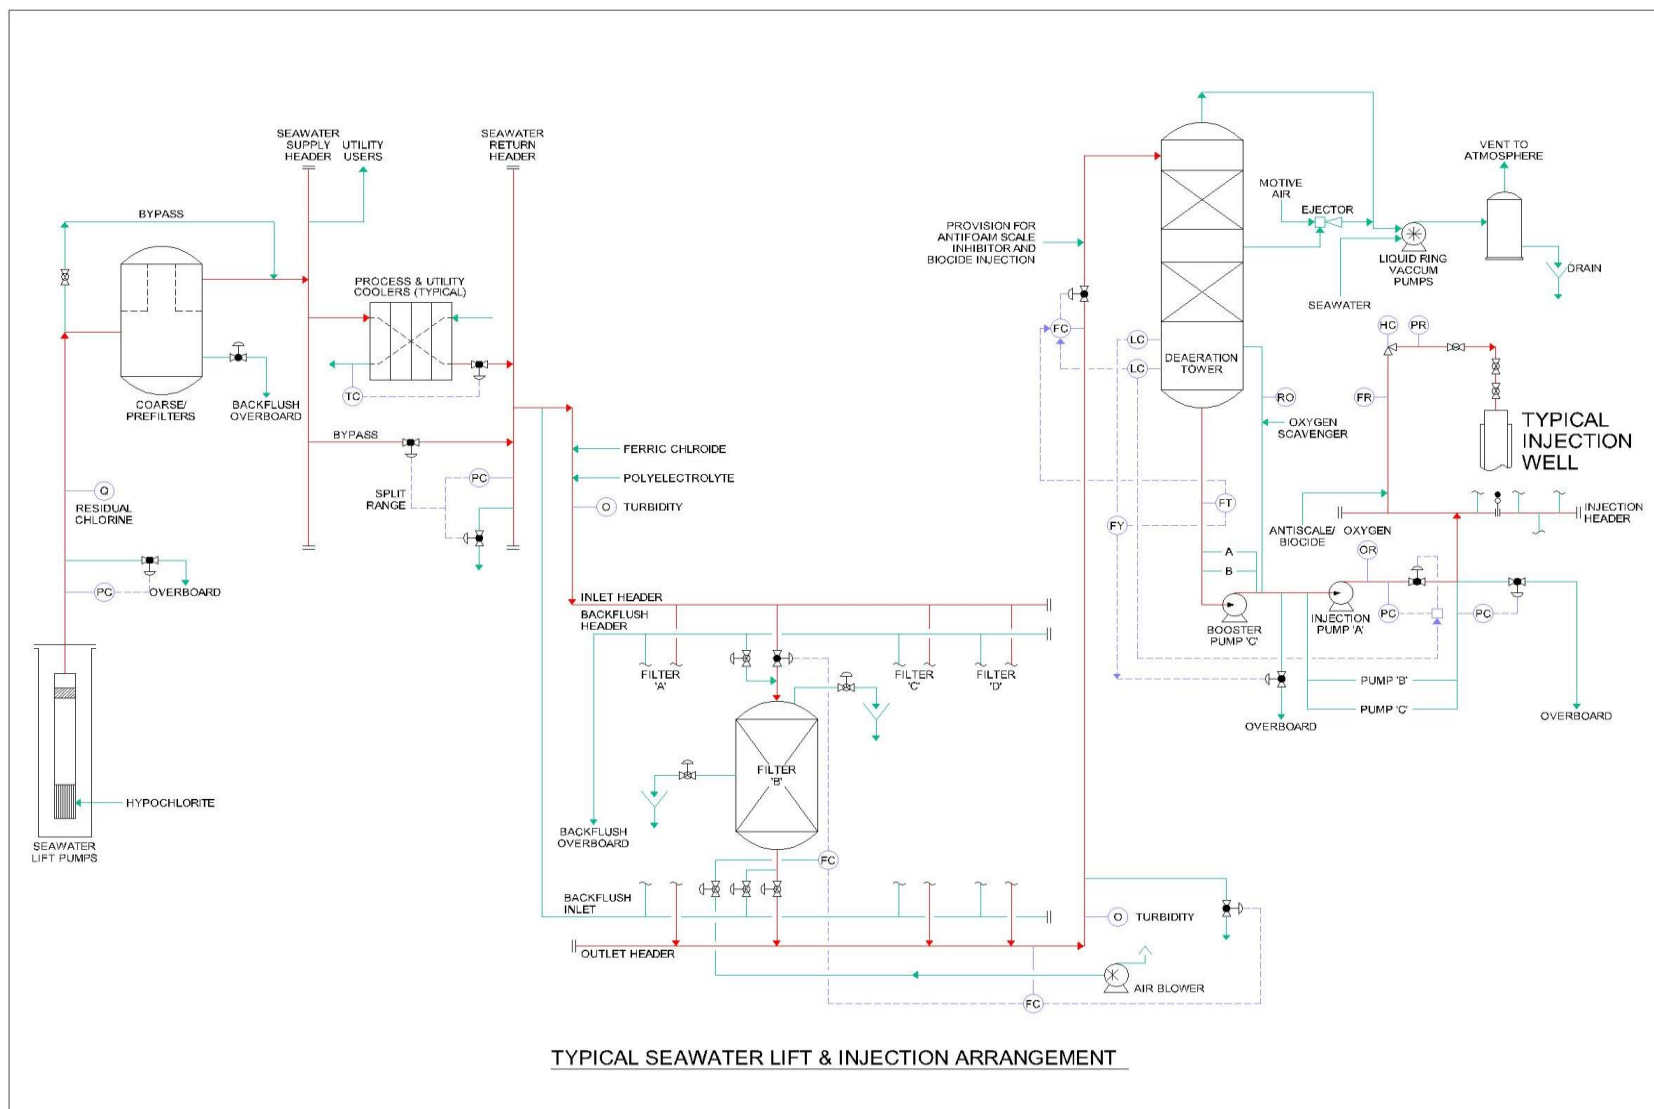 SEAWATER
SUPPLY
HEADER
UTILITY
USERS
SEAWATER
RETURN
HEADER
BYPASS
PROCESS & UTILITY
COOLERS (TYPICAL)
TC
COARSE/
PREFILTERS
BACKFLUSH
OVERBOARD
BYPASS
SPLIT
RANGE
PC
Q
RESIDUAL
CHLORINE
PC
OVERBOARD
HYPOCHLORITE
SEAWATER
LIFT PUMPS
FERRIC CHLROIDE
POLYELECTROLYTE
O
TURBIDITY
INLET HEADER
BACKFLUSH
HEADER
FILTER
'A'
FILTER
'C'
FILTER
'D'
FILTER
'B'
BACKFLUSH
OVERBOARD
FC
BACKFLUSH
INLET
OUTLET HEADER
O
TURBIDITY
AIR BLOWER
FC
PROVISION FOR
ANTIFOAM SCALE
INHIBITOR AND
BIOCIDE INJECTION
FC
LC
LC
DEAERATION
TOWER
MOTIVE
AIR
EJECTOR
SEAWATER
LIQUID RING
VACCUM
PUMPS
VENT TO
ATMOSPHERE
DRAIN
RO
OXYGEN
SCAVENGER
FT
FY
A
B
BOOSTER
PUMP 'C'
OVERBOARD
HC
PR
FR
TYPICAL
INJECTION
WELL
ANTISCALE/
BIOCIDE
OXYGEN
OR
INJECTION
HEADER
INJECTION
PUMP 'A'
PC
PC
PUMP 'B'
PUMP 'C'
OVERBOARD
TYPICAL SEAWATER LIFT & INJECTION ARRANGEMENT